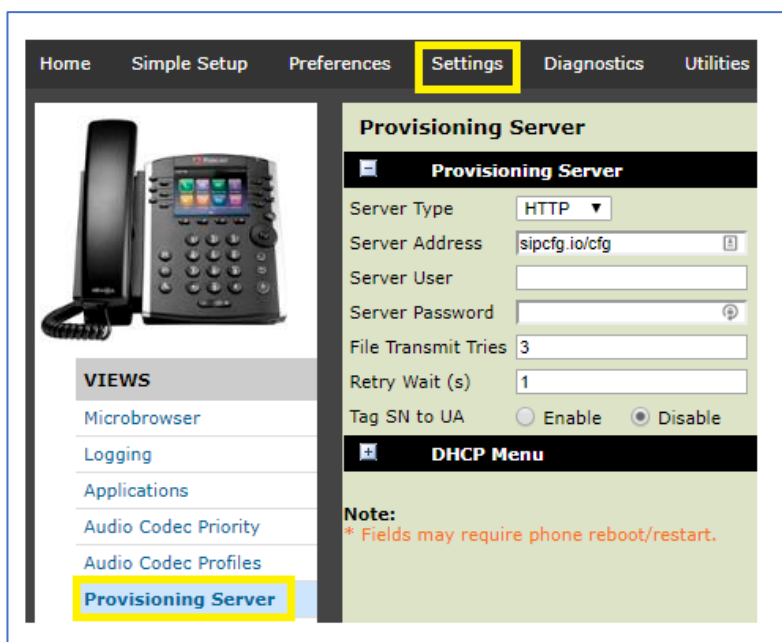 Home Simple Setup Preferences Settings Diagnostics Utilities
Provisioning Server
Provisioning Server
Server Type HTTP
Server Address sipcfg.io/cfg
Server User
Server Password
File Transmit Tries 3
Retry Wait (s) 1
Tag SN to UA Enable Disable
DHCP Menu
Note:
* Fields may require phone reboot/restart.
VIEWS
Microbrowser
Logging
Applications
Audio Codec Priority
Audio Codec Profiles
Provisioning Server